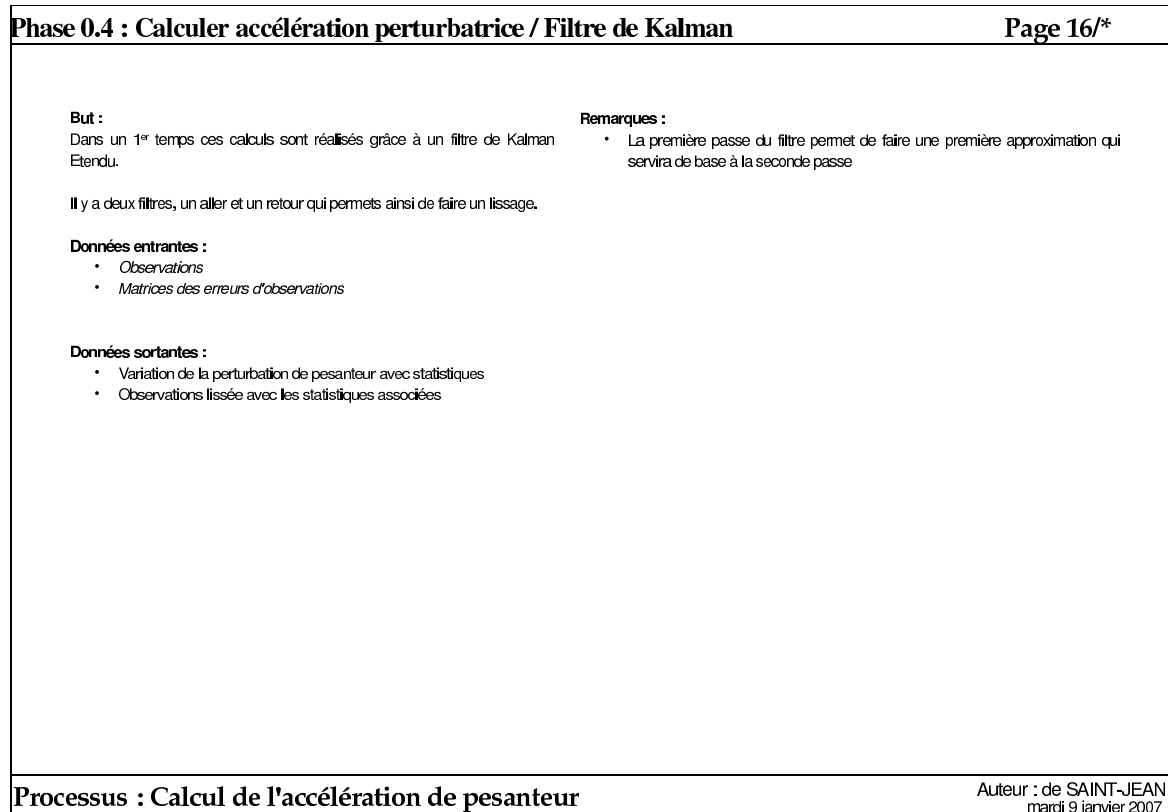 Phase 0.4 : Calculer accélération perturbatrice / Filtre de Kalman Page 16/*
But :
Dans un 1er temps ces calculs sont réalisés grâce à un filtre de Kalman
Etendu.
Il y a deux filtres, un aller et un retour qui permets ainsi de faire un lissage.
Données entrantes :
• Observations
• Matrices des erreurs d'observations
Données sortantes :
• Variation de la perturbation de pesanteur avec statistiques
• Observations lissée avec les statistiques associées
Remarques :
• La première passe du filtre permet de faire une première approximation qui
servira de base à la seconde passe
Processus : Calcul de l'accélération de pesanteur
Auteur : de SAINT-JEAN
mardi 9 janvier 2007